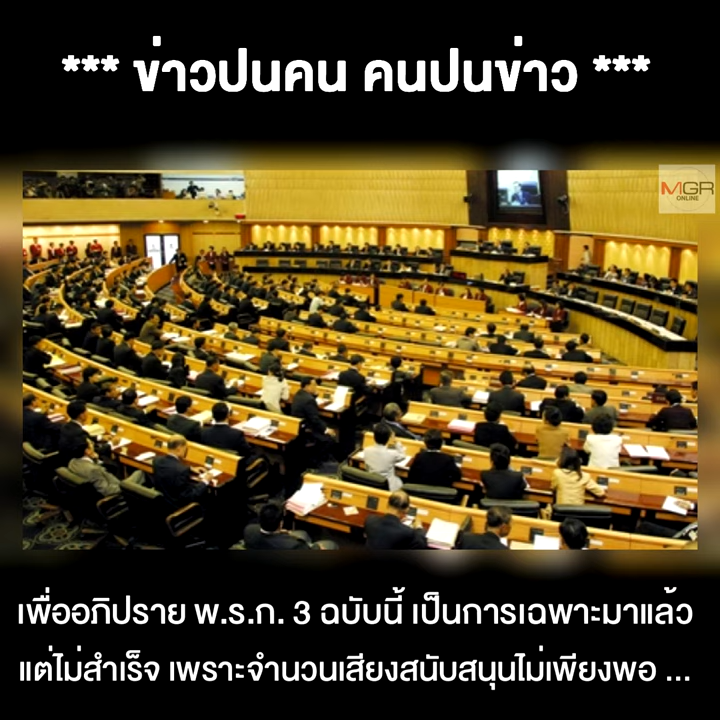 *** ข่าวปนคน คนปนข่าว ***
MGR
ONLINE
เพื่ออภิปราย พ.ร.ก. 3 ฉบับนี้ เป็นการเฉพาะมาแล้ว
แต่ไม่สำเร็จ เพราะจำนวนเสียงสนับสนุนไม่เพียงพอ ...